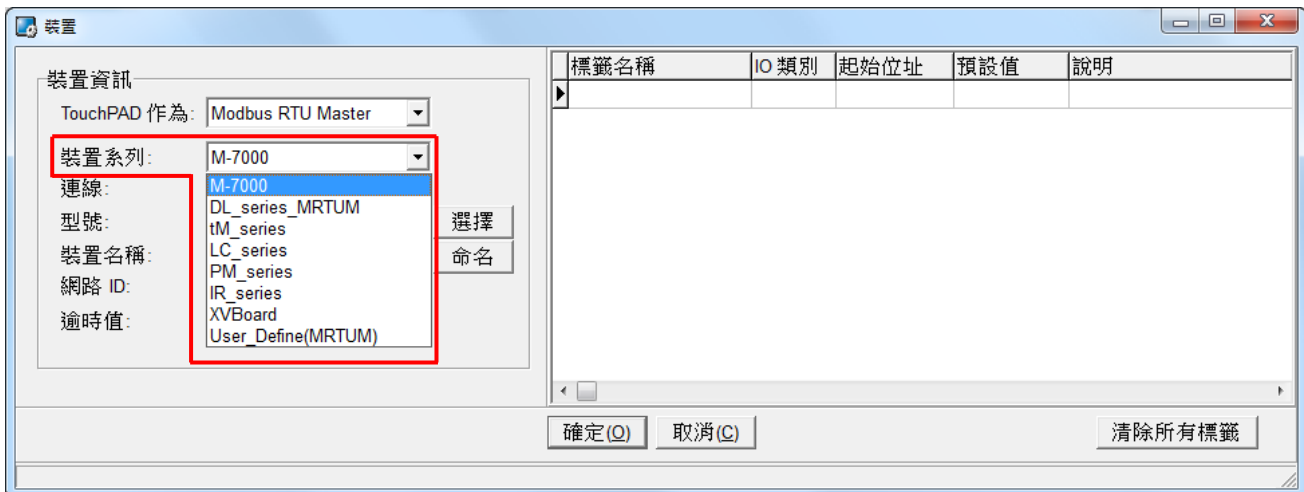 裝置
裝置資訊
TouchPAD 作為: Modbus RTU Master
裝置系列: M-7000
M-7000
DL_series_MRTUM
tM_series
LC_series
PM_series
IR_series
XVBoard
User_Define(MRTUM)
連線:
型號: 選擇
裝置名稱: 命名
網路 ID:
逾時值:
標籤名稱 IO 類別 起始位址 預設值 說明
確定(O) 取消(C) 清除所有標籤